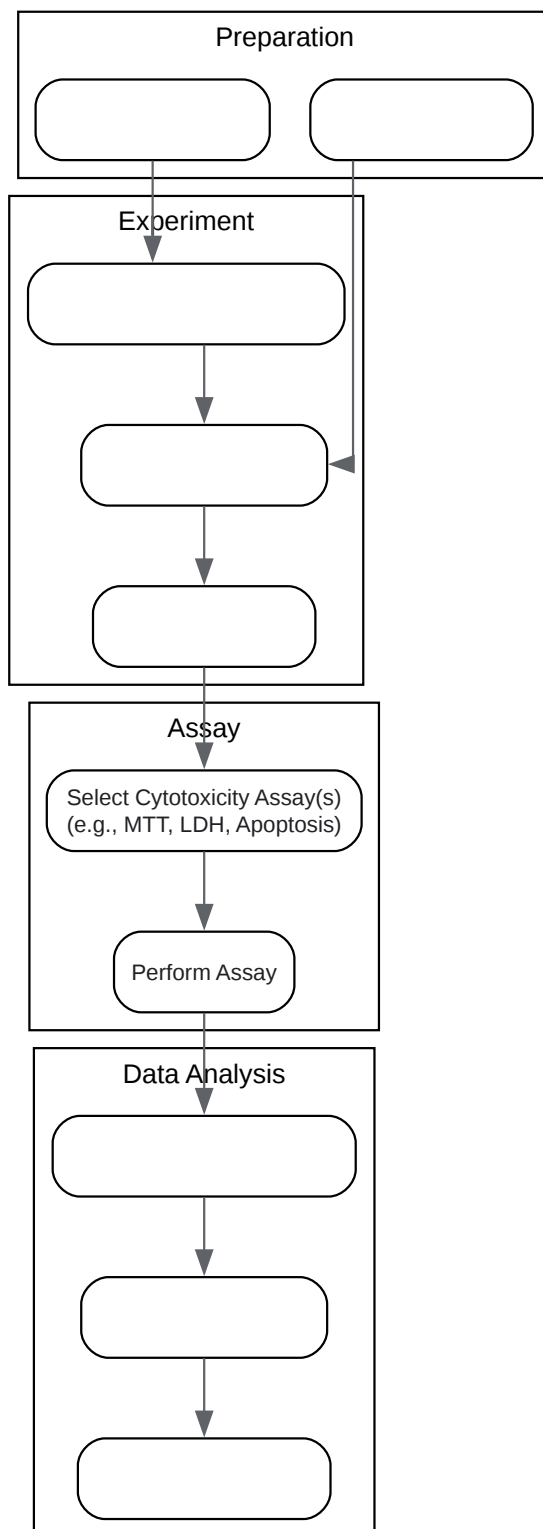 Preparation
Experiment
Assay
Select Cytotoxicity Assay(s)
(e.g., MTT, LDH, Apoptosis)
Perform Assay
Data Analysis